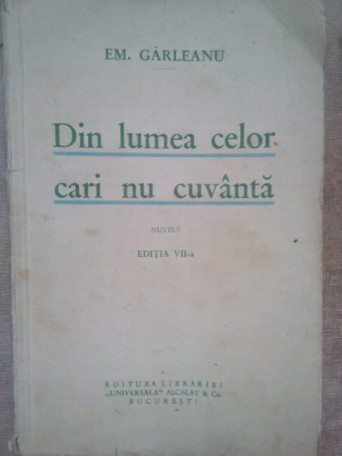 EM. GÂRLEANU
Din lumea celor
cari nu cuvântă
NUVELE
EDIȚIA VII-a
EDITURA LIBRĂRIEI
„UNIVERSALA” ALCALAY & Co.
BUCUREȘTI